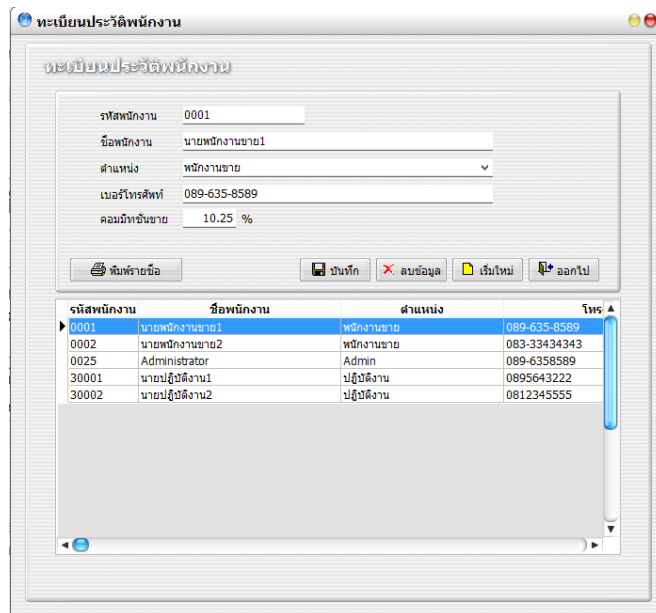 ทะเบียนประวัติพนักงาน
ทะเบียนประวัติพนักงาน
รหัสพนักงาน 0001
ชื่อพนักงาน นายพนักงานขาย1
ตำแหน่ง พนักงานขาย
เบอร์โทรศัพท์ 089-635-8589
คอมมิทชั่นขาย 10.25 %
พิมพ์รายชื่อ บันทึก ลบข้อมูล เริ่มใหม่ ออกไป
รหัสพนักงาน ชื่อพนักงาน ตำแหน่ง โทร
0001 นายพนักงานขาย1 พนักงานขาย 089-635-8589
0002 นายพนักงานขาย2 พนักงานขาย 083-33434343
0025 Administrator Admin 089-6358589
30001 นายปฏิบัติงาน1 ปฏิบัติงาน 0895643222
30002 นายปฏิบัติงาน2 ปฏิบัติงาน 0812345555